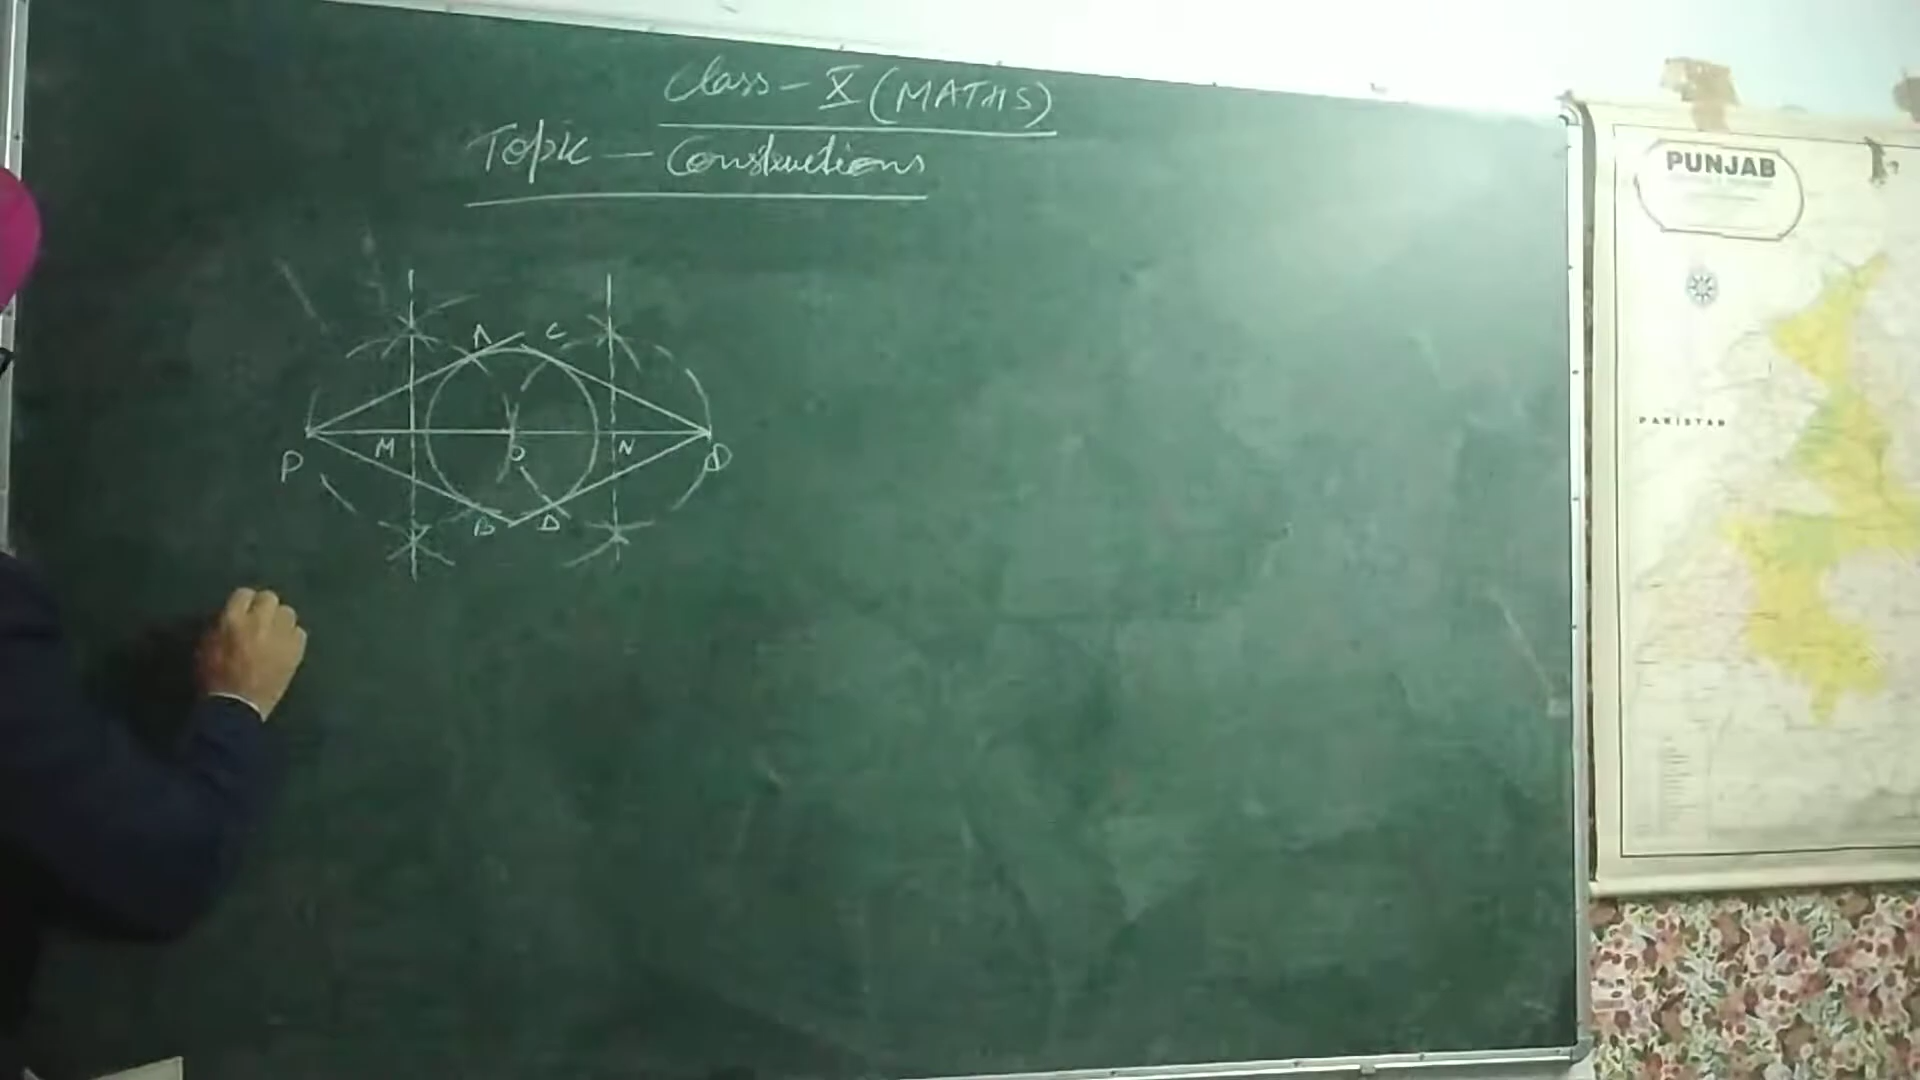 Class - X (MATHS)
Topic - Constructions
A C
P M O N Q
B D
PUNJAB
PAKISTAN